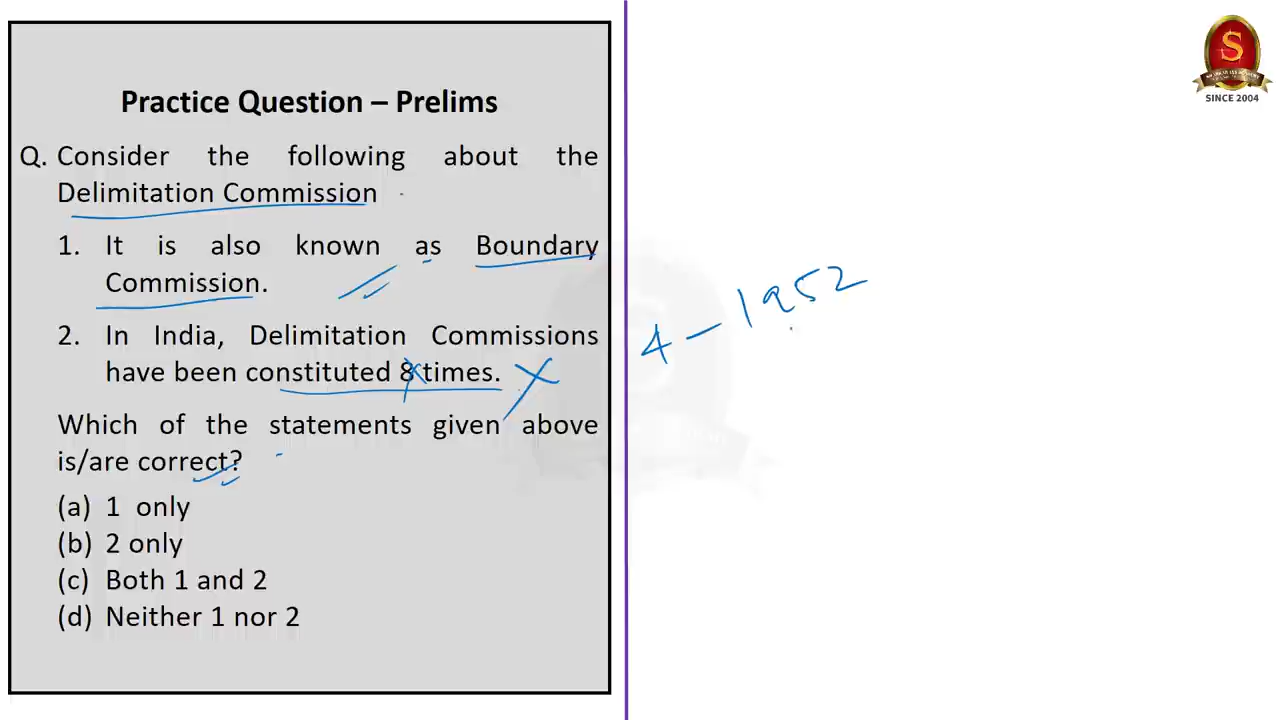 Practice Question – Prelims
Q. Consider the following about the
Delimitation Commission
1. It is also known as Boundary
Commission.
2. In India, Delimitation Commissions
have been constituted 8 times.
Which of the statements given above
is/are correct?
(a) 1 only
(b) 2 only
(c) Both 1 and 2
(d) Neither 1 nor 2
4 – 1952
S
SINCE 2004